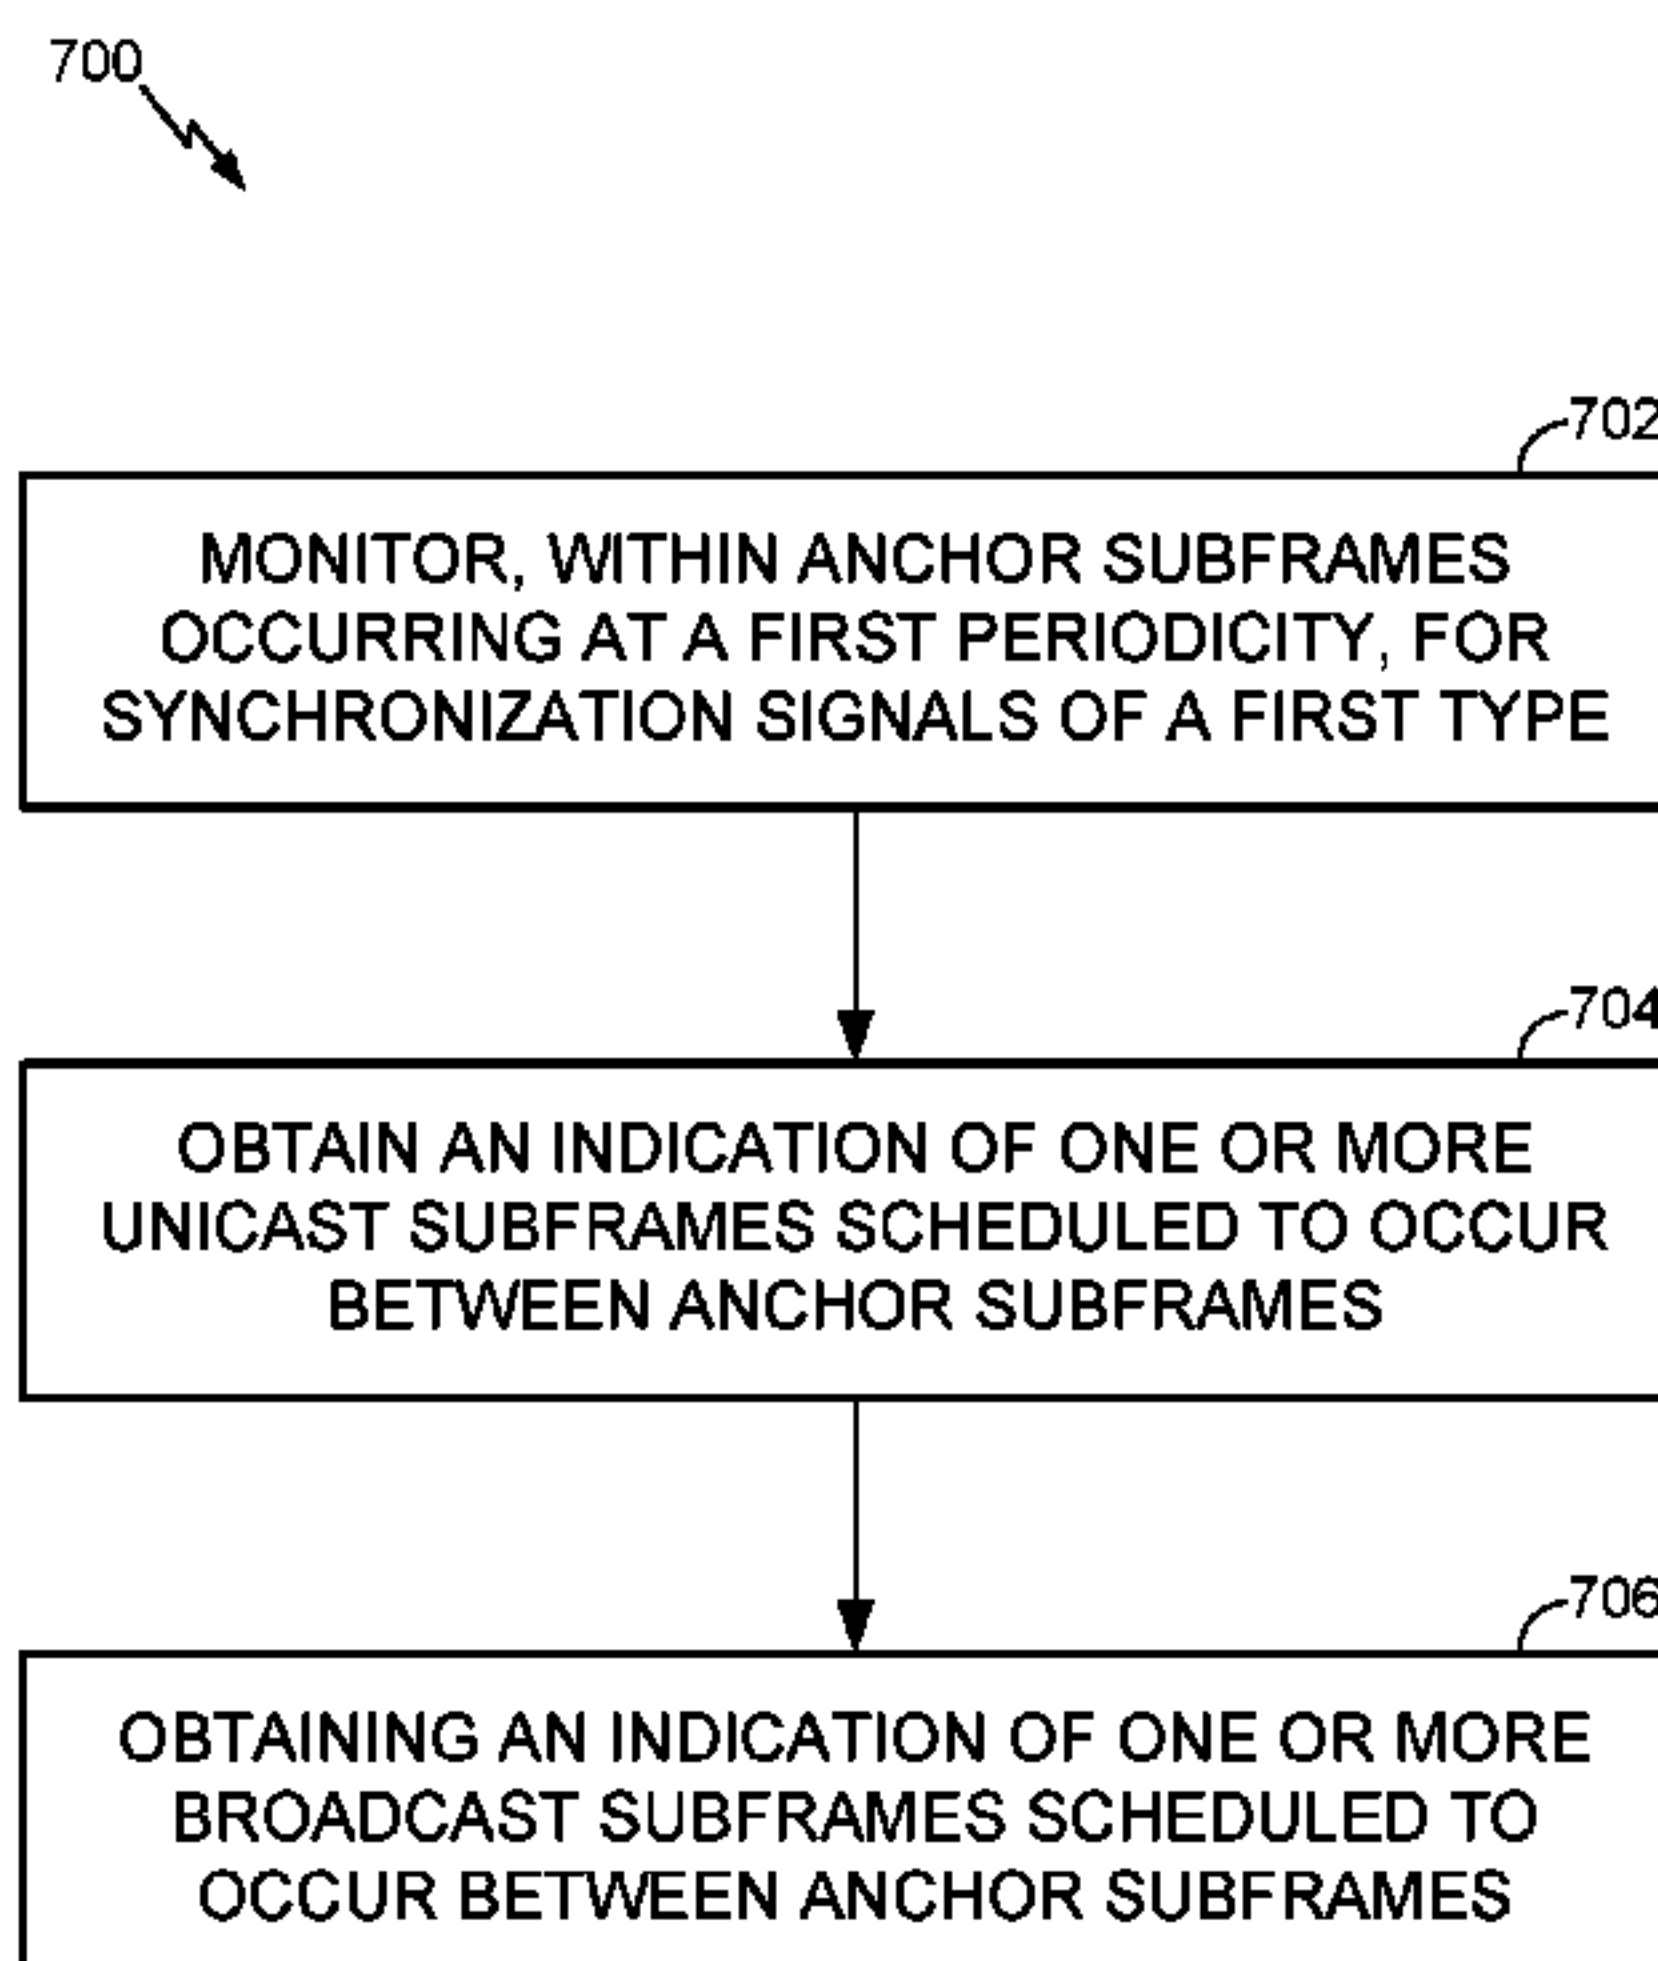 700
702
MONITOR, WITHIN ANCHOR SUBFRAMES
OCCURRING AT A FIRST PERIODICITY, FOR
SYNCHRONIZATION SIGNALS OF A FIRST TYPE
704
OBTAIN AN INDICATION OF ONE OR MORE
UNICAST SUBFRAMES SCHEDULED TO OCCUR
BETWEEN ANCHOR SUBFRAMES
706
OBTAINING AN INDICATION OF ONE OR MORE
BROADCAST SUBFRAMES SCHEDULED TO
OCCUR BETWEEN ANCHOR SUBFRAMES